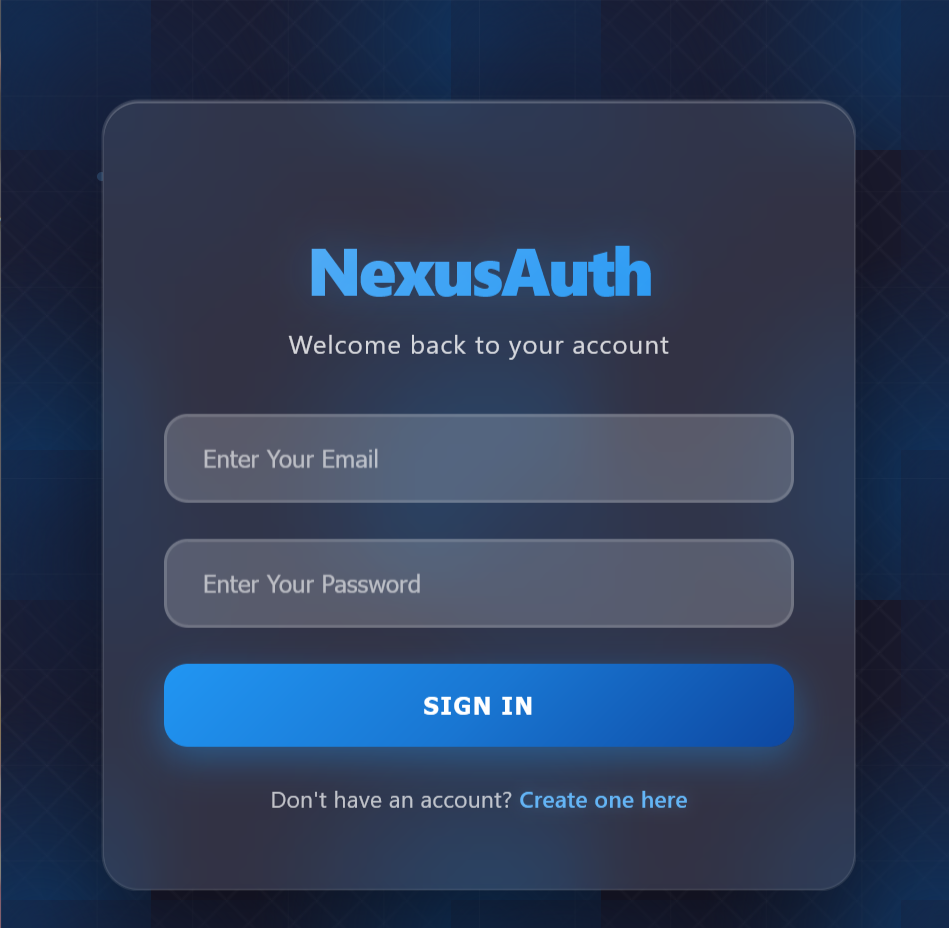 NexusAuth
Welcome back to your account
Enter Your Email
Enter Your Password
SIGN IN
Don't have an account? Create one here